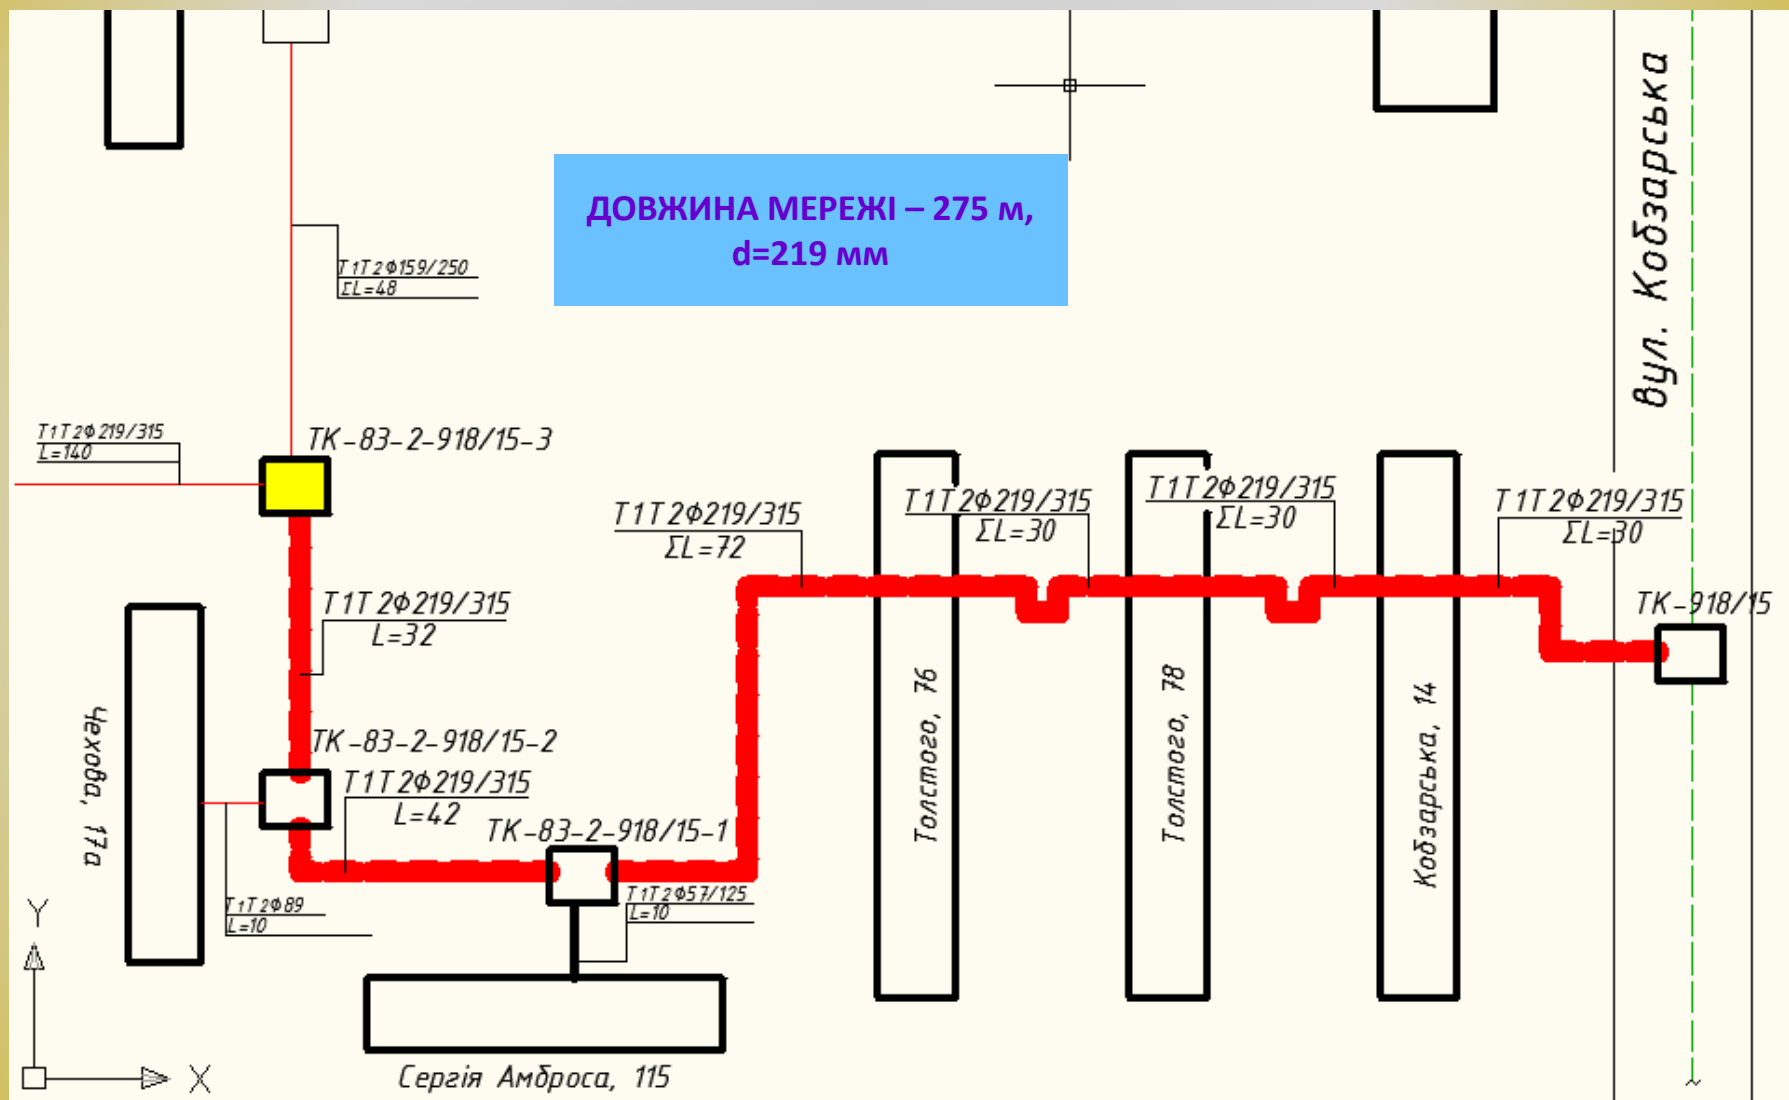 вул. Кобзарська
ДОВЖИНА МЕРЕЖІ – 275 м,
d=219 мм
Т1Т2Ф159/250
ΣL=48
Т1Т2Ф219/315
L=140
ТК-83-2-918/15-3
Т1Т2Ф219/315
ΣL=72
Т1Т2Ф219/315
ΣL=30
Т1Т2Ф219/315
ΣL=30
Т1Т2Ф219/315
ΣL=30
ТК-918/15
Т1Т2Ф219/315
L=32
Чехова, 17а
ТК-83-2-918/15-2
Т1Т2Ф219/315
L=42
ТК-83-2-918/15-1
Толстого, 76
Толстого, 78
Кобзарська, 14
Т1Т2Ф89
L=10
Т1Т2Ф57/125
L=10
Сергія Амброса, 115
Y
X